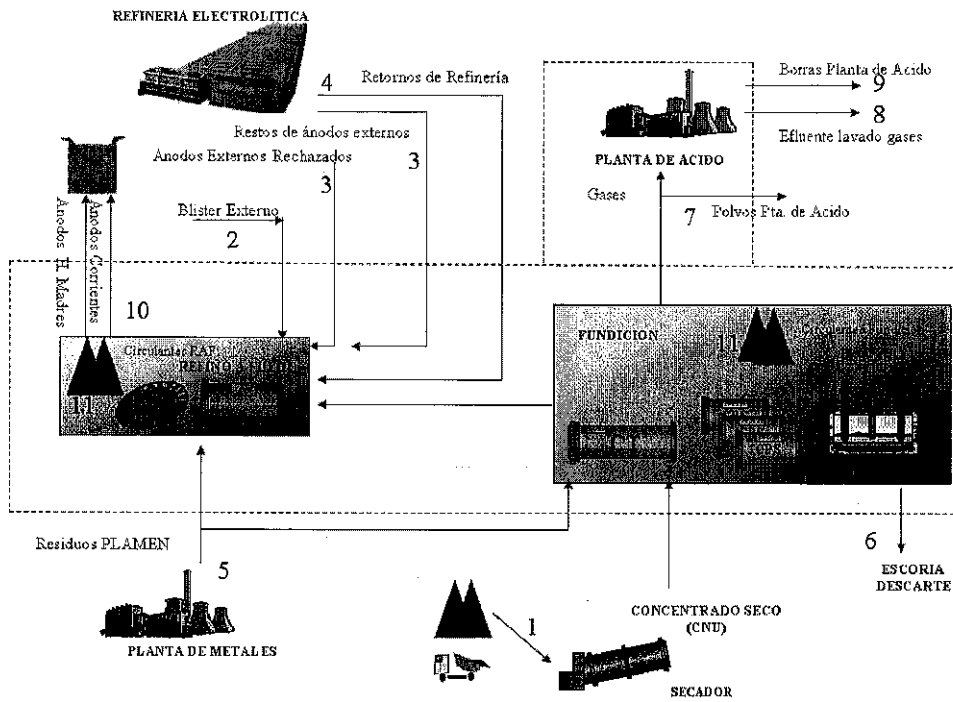 REFINERIA ELECTROLITICA
4
Retornos de Refinería
Restos de ánodos externos
Anodos Externos Rechazados
3
3
Blister Externo
2
Anodos H. Madres
Anodos Corrientes
10
Borras Planta de Acido
9
8
Efluente lavado gases
PLANTA DE ACIDO
Gases
7
Polvos Pta. de Acido
Circulantes RAF
11
FUNDICION
11
Residuos PLAMEN
5
PLANTA DE METALES
6
ESCORIA
DESCARTE
1
CONCENTRADO SECO
(CNU)
SECADOR